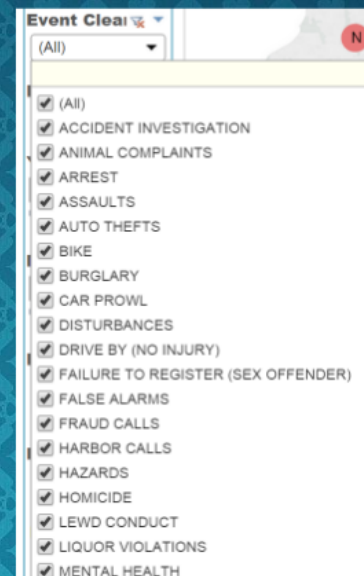 Event Clear
(All)
N
(All)
ACCIDENT INVESTIGATION
ANIMAL COMPLAINTS
ARREST
ASSAULTS
AUTO THEFTS
BIKE
BURGLARY
CAR PROWL
DISTURBANCES
DRIVE BY (NO INJURY)
FAILURE TO REGISTER (SEX OFFENDER)
FALSE ALARMS
FRAUD CALLS
HARBOR CALLS
HAZARDS
HOMICIDE
LEWD CONDUCT
LIQUOR VIOLATIONS
MENTAL HEALTH